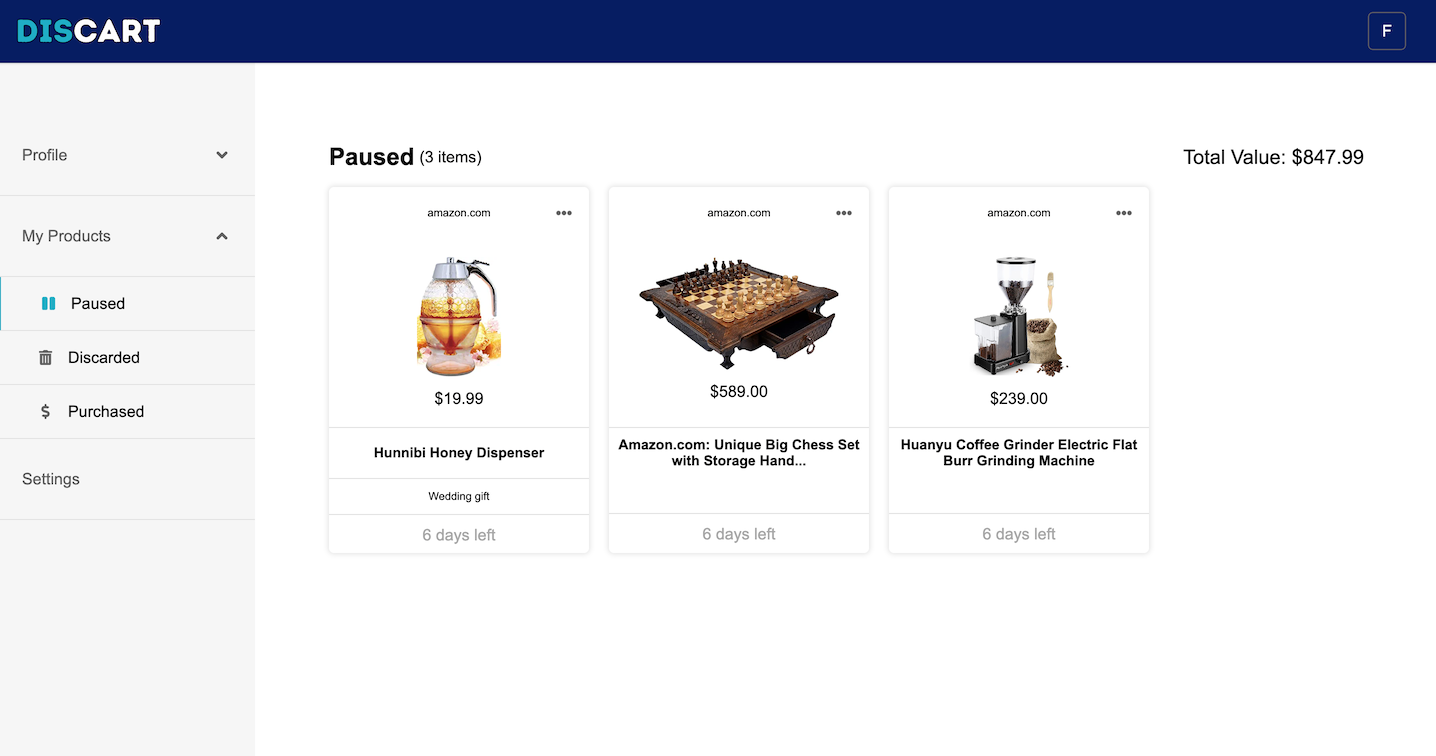 DISCART
F
Profile
My Products
Paused
Discarded
Purchased
Settings
Paused (3 items)
Total Value: $847.99
amazon.com
$19.99
Hunnibi Honey Dispenser
Wedding gift
6 days left
amazon.com
$589.00
Amazon.com: Unique Big Chess Set
with Storage Hand...
6 days left
amazon.com
$239.00
Huanyu Coffee Grinder Electric Flat
Burr Grinding Machine
6 days left